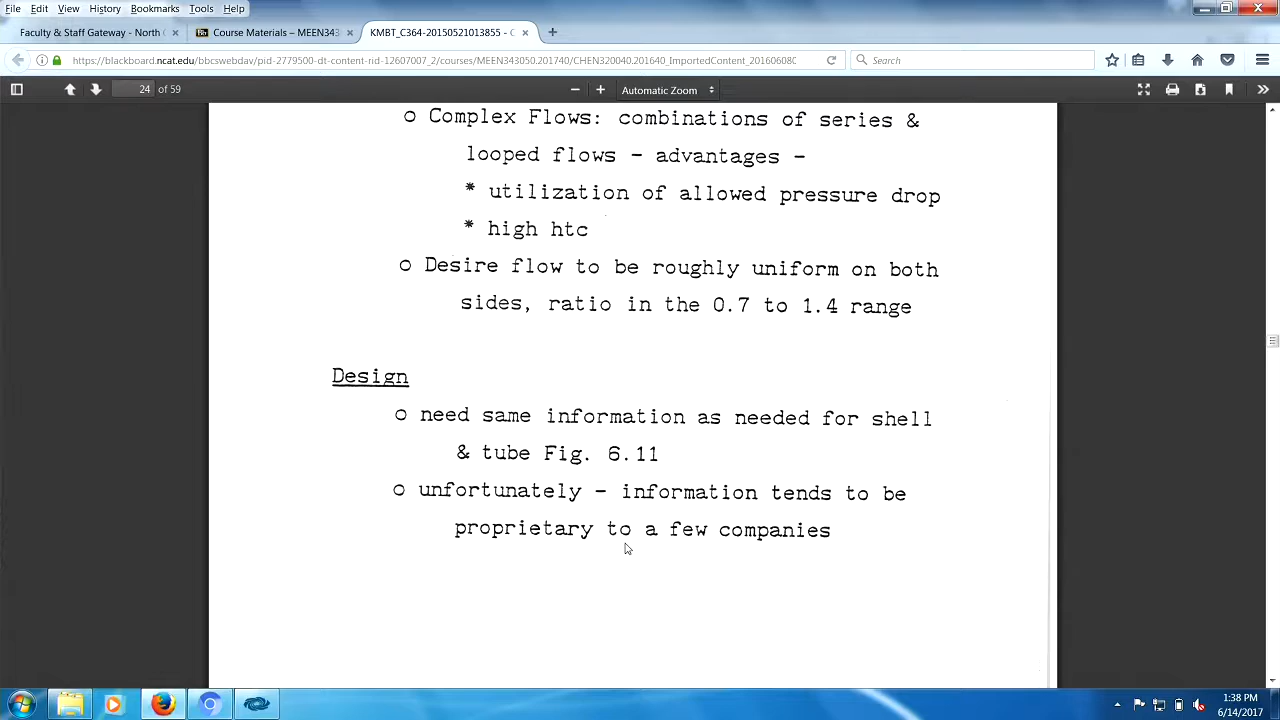 File Edit View History Bookmarks Tools Help
Faculty & Staff Gateway - North Bb Course Materials – MEEN343 KMBT_C364-20150521013855 -
https://blackboard.ncat.edu/bbcswebdav/pid-2779500-dt-content-rid-12607007_2/courses/MEEN343050.201740/CHEN320040.201640_ImportedContent_201606080 Search
24 of 59 Automatic Zoom
o Complex Flows: combinations of series &
looped flows - advantages -
* utilization of allowed pressure drop
* high htc
o Desire flow to be roughly uniform on both
sides, ratio in the 0.7 to 1.4 range
Design
o need same information as needed for shell
& tube Fig. 6.11
o unfortunately - information tends to be
proprietary to a few companies
1:38 PM
6/14/2017